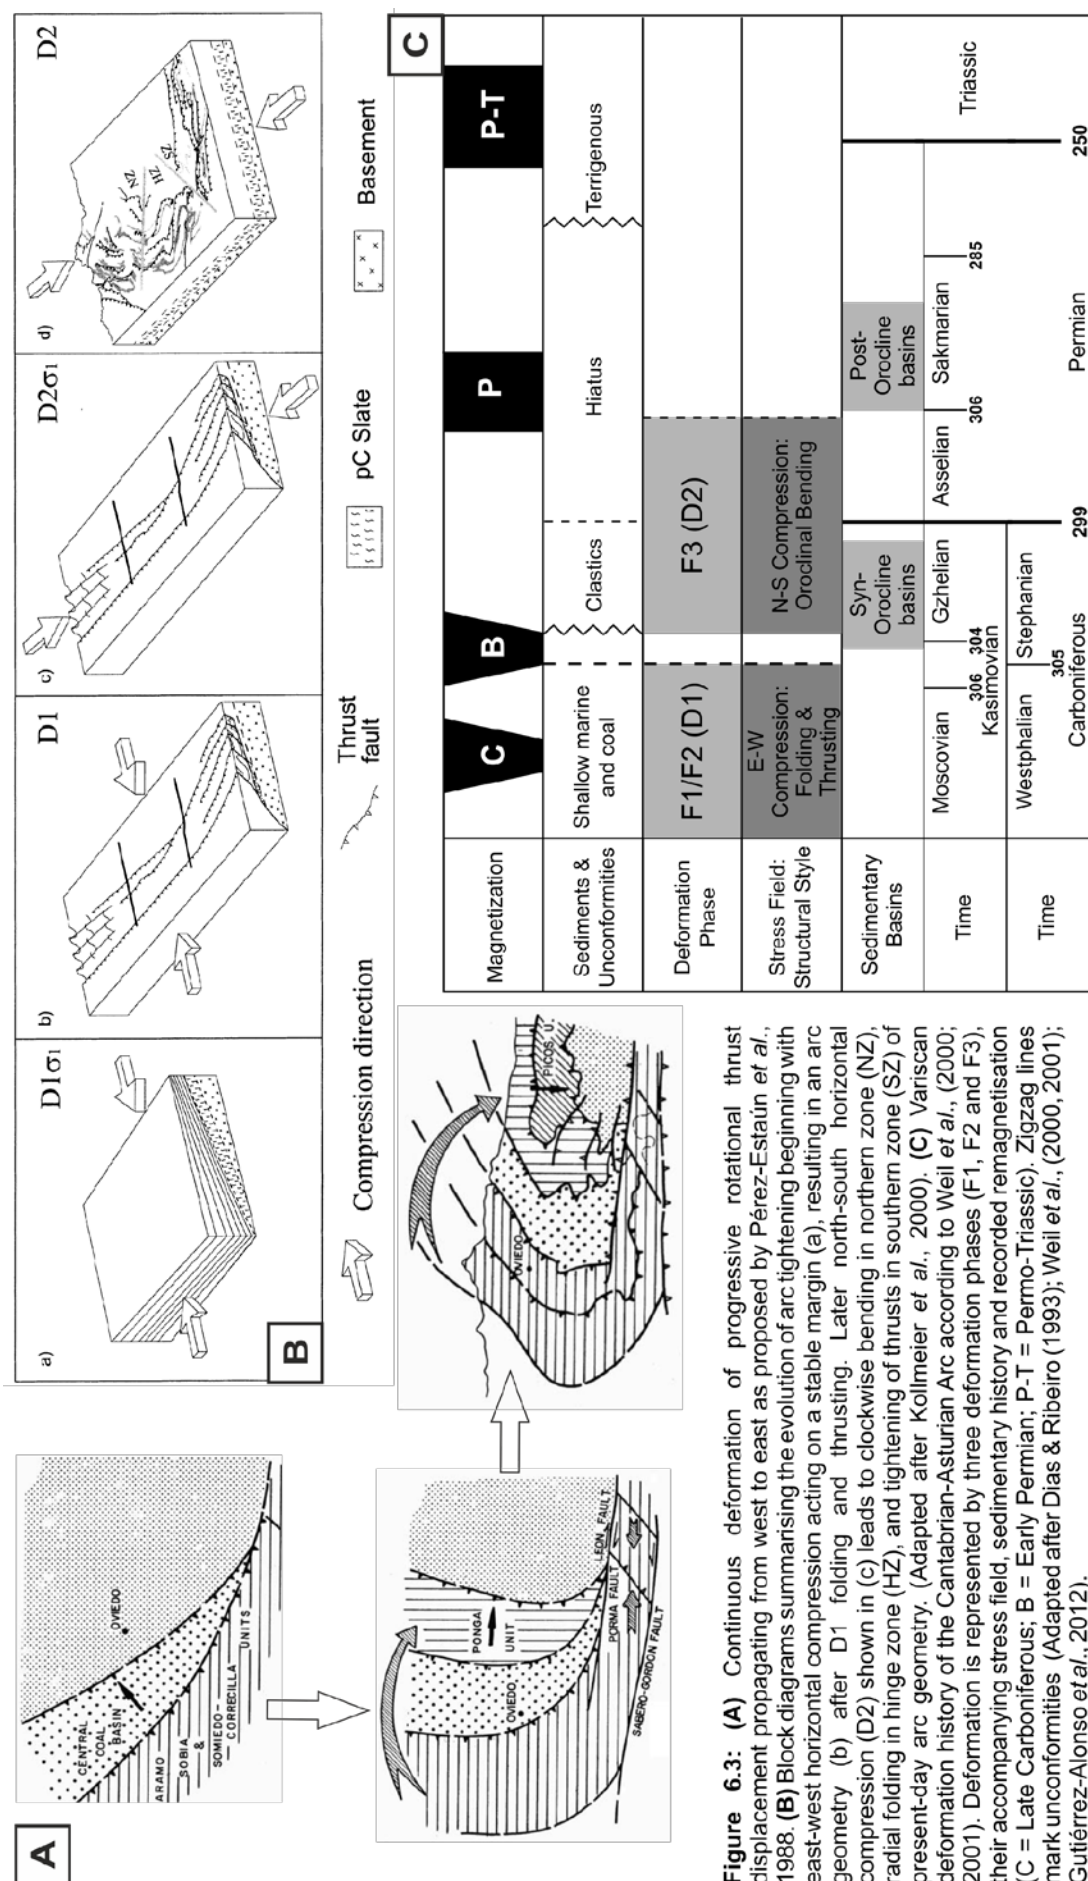 A
CENTRAL
COAL
BASIN
OVIEDO
ARAMO
SOBIA
&
SOMIEDO-
CORRECILLA
UNITS
PONGA
UNIT
OVIEDO
LEON FAULT
PORMA FAULT
SABERO-GORDON FAULT
OVIEDO
PICOS U.
B
a)
D1σ1
b)
D1
c)
D2σ1
d)
D2
NZ
HZ
SZ
Compression direction
Thrust
fault
pC Slate
Basement
C
Magnetization
C
B
P
P-T
Sediments &
Unconformities
Shallow marine
and coal
Clastics
Hiatus
Terrigenous
Deformation
Phase
F1/F2 (D1)
F3 (D2)
Stress Field:
Structural Style
E-W
Compression:
Folding &
Thrusting
N-S Compression:
Oroclinal Bending
Sedimentary
Basins
Syn-
Orocline
basins
Post-
Orocline
basins
Time
Moscovian
306
Kasimovian
304
Gzhelian
Asselian
306
Sakmarian
285
Triassic
Time
Westphalian
305
Stephanian
299
250
Carboniferous
Permian
Figure 6.3: (A) Continuous deformation of progressive rotational thrust
displacement propagating from west to east as proposed by Pérez-Estaún et al.,
1988. (B) Block diagrams summarising the evolution of arc tightening beginning with
east-west horizontal compression acting on a stable margin (a), resulting in an arc
geometry (b) after D1 folding and thrusting. Later north-south horizontal
compression (D2) shown in (c) leads to clockwise bending in northern zone (NZ),
radial folding in hinge zone (HZ), and tightening of thrusts in southern zone (SZ) of
present-day arc geometry. (Adapted after Kollmeier et al., 2000). (C) Variscan
deformation history of the Cantabrian-Asturian Arc according to Weil et al., (2000;
2001). Deformation is represented by three deformation phases (F1, F2 and F3),
their accompanying stress field, sedimentary history and recorded remagnetisation
(C = Late Carboniferous; B = Early Permian; P-T = Permo-Triassic). Zigzag lines
mark unconformities (Adapted after Dias & Ribeiro (1993); Weil et al., (2000, 2001);
Gutiérrez-Alonso et al., 2012).